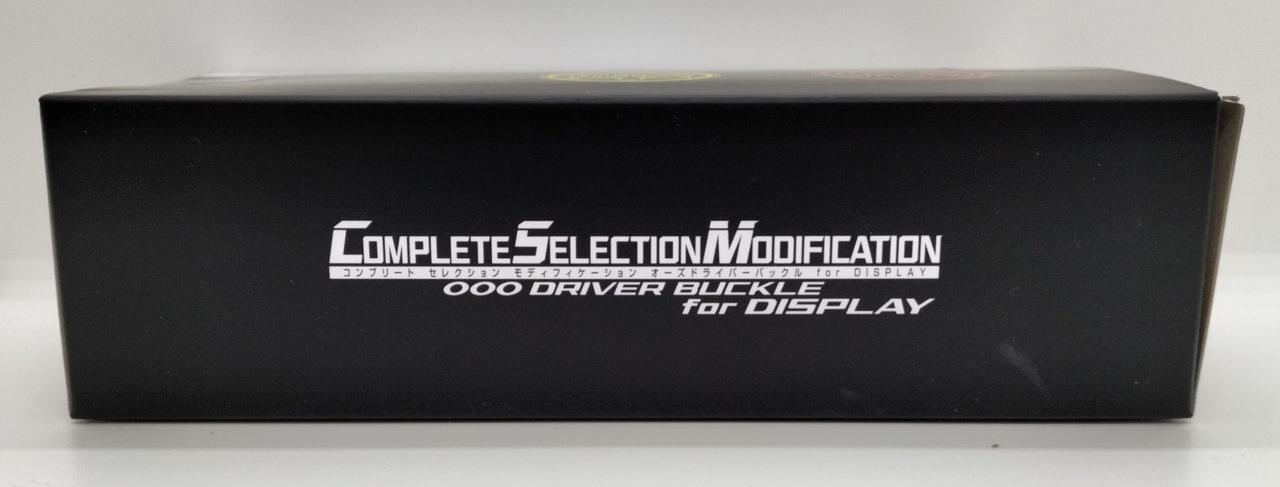 COMPLETE SELECTION MODIFICATION
コンプリート セレクション モディフィケーション オーズドライバーバックル for DISPLAY
OOO DRIVER BUCKLE
for DISPLAY